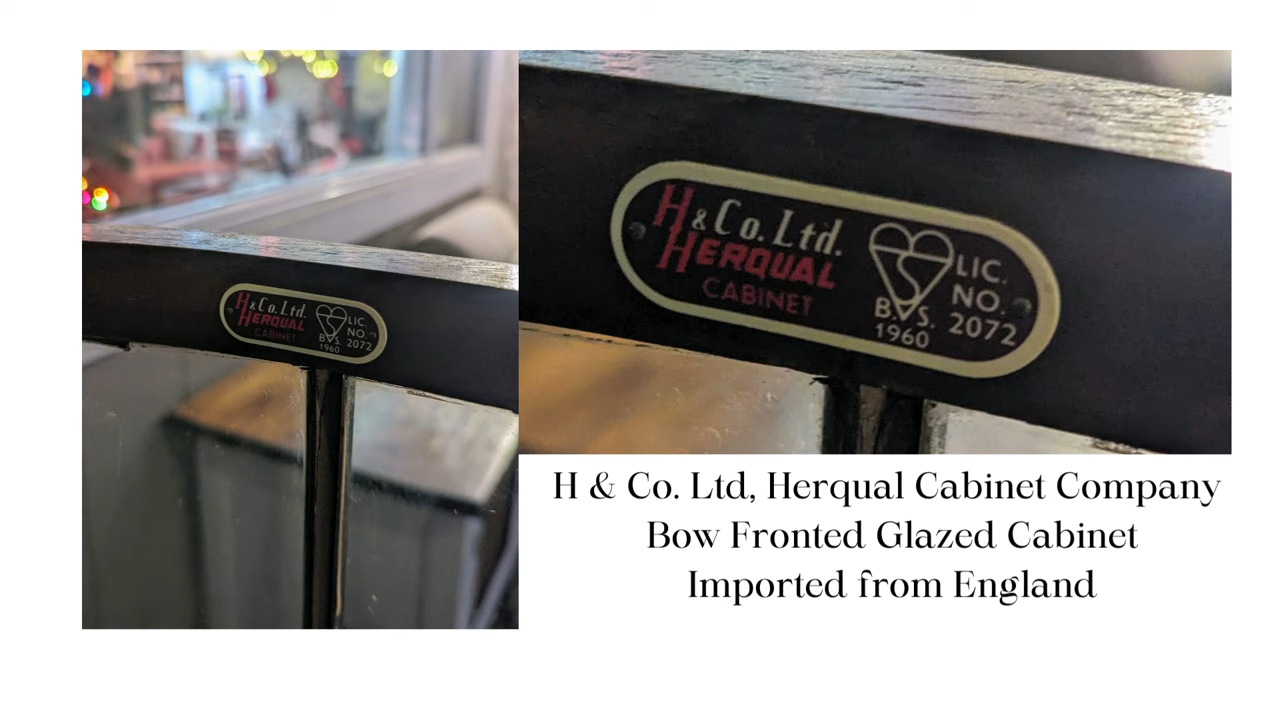 H & Co. Ltd.
HERQUAL
CABINET
B.S.
1960
LIC.
NO.
2072
H & Co. Ltd.
HERQUAL
CABINET
B.S.
1960
LIC.
NO.
2072
H & Co. Ltd, Herqual Cabinet Company
Bow Fronted Glazed Cabinet
Imported from England